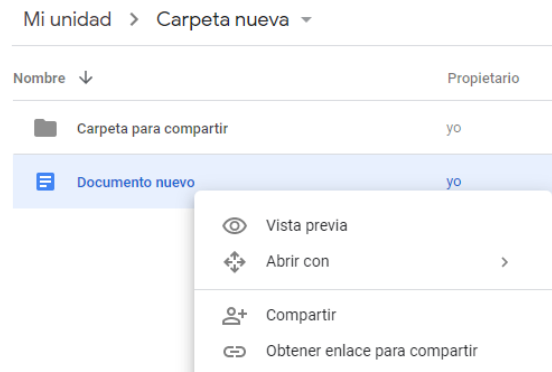 Mi unidad > Carpeta nueva
Nombre Propietario
Carpeta para compartir yo
Documento nuevo yo
Vista previa
Abrir con
Compartir
Obtener enlace para compartir